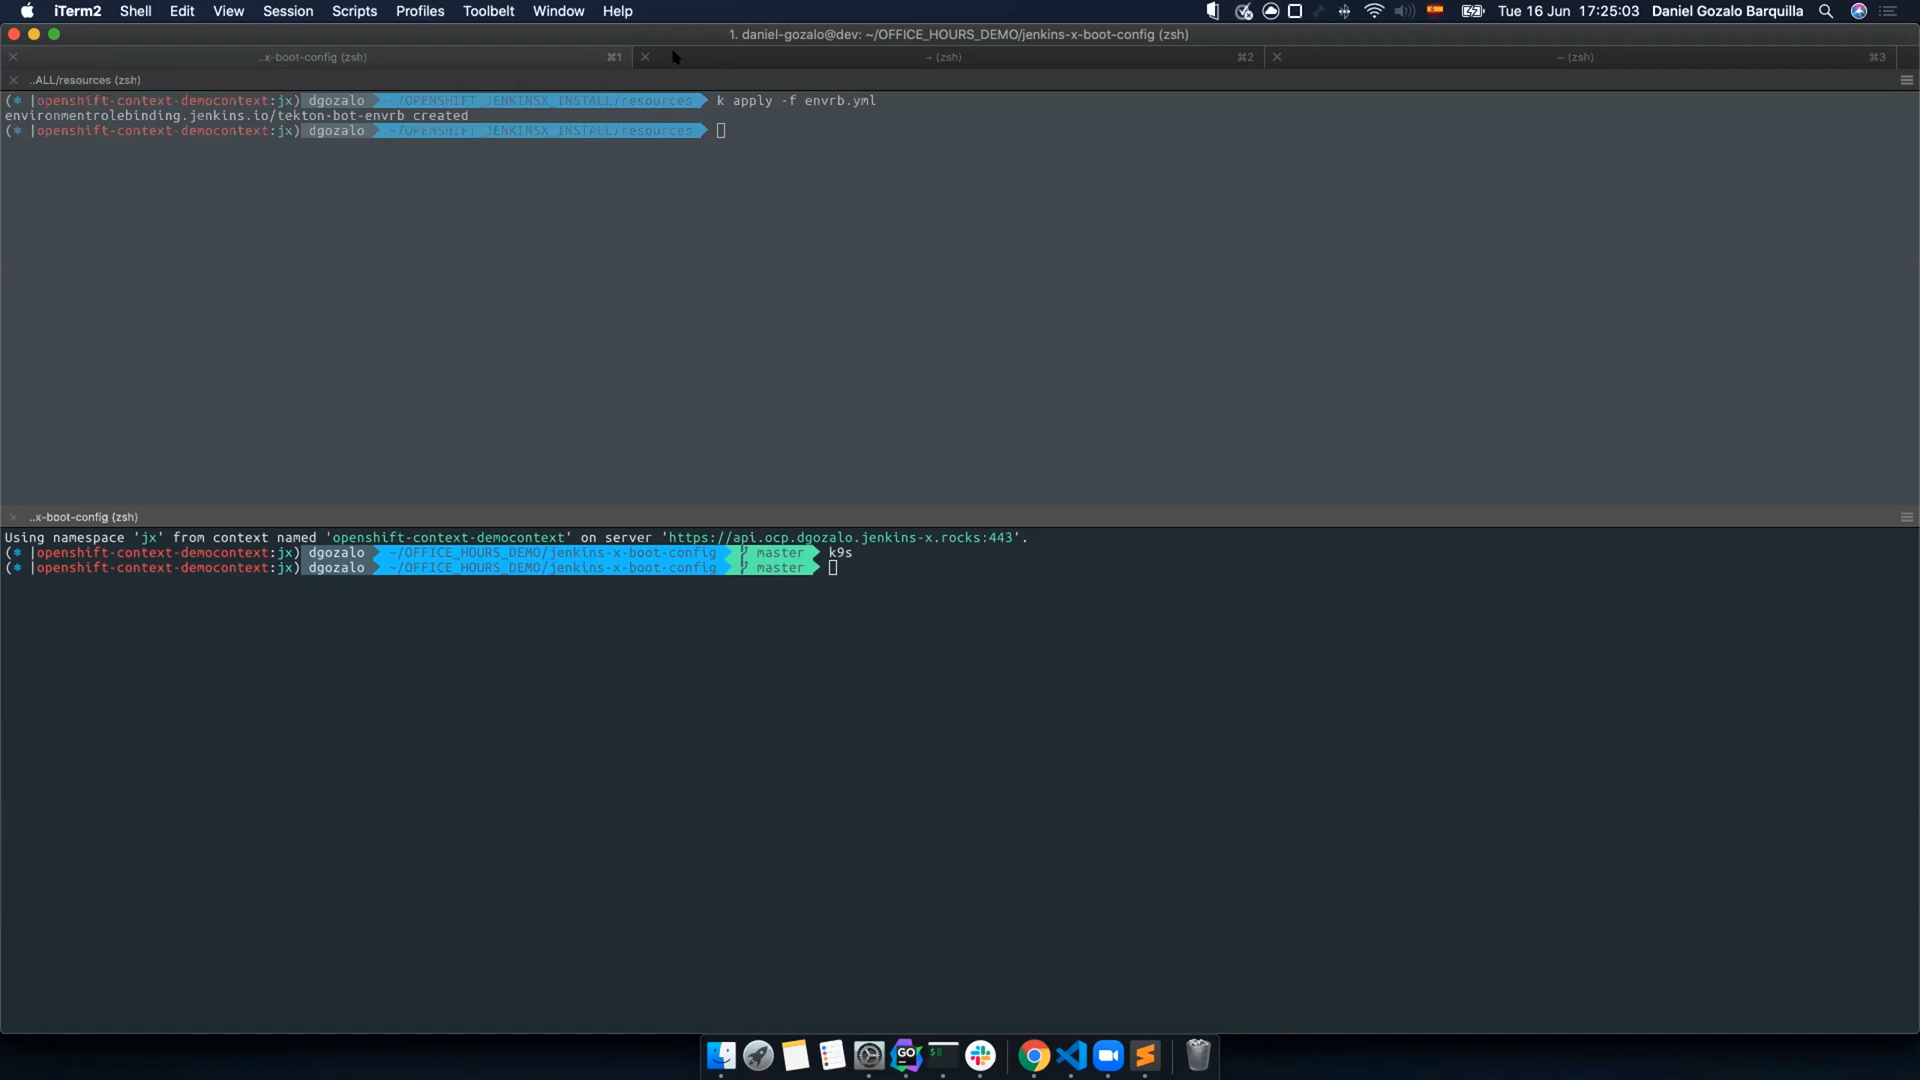 iTerm2 Shell Edit View Session Scripts Profiles Toolbelt Window Help Tue 16 Jun 17:25:03 Daniel Gozalo Barquilla
1. daniel-gozalo@dev: ~/OFFICE_HOURS_DEMO/jenkins-x-boot-config (zsh)
..x-boot-config (zsh) ⌘1 ~ (zsh) ⌘2 ~ (zsh) ⌘3
..ALL/resources (zsh)
(* |openshift-context-democontext:jx) dgozalo ~/OPENSHIFT_JENKINSX_INSTALL/resources k apply -f envrb.yml
environmentrolebinding.jenkins.io/tekton-bot-envrb created
(* |openshift-context-democontext:jx) dgozalo ~/OPENSHIFT_JENKINSX_INSTALL/resources
..x-boot-config (zsh)
Using namespace 'jx' from context named 'openshift-context-democontext' on server 'https://api.ocp.dgozalo.jenkins-x.rocks:443'.
(* |openshift-context-democontext:jx) dgozalo ~/OFFICE_HOURS_DEMO/jenkins-x-boot-config master k9s
(* |openshift-context-democontext:jx) dgozalo ~/OFFICE_HOURS_DEMO/jenkins-x-boot-config master
GO
$